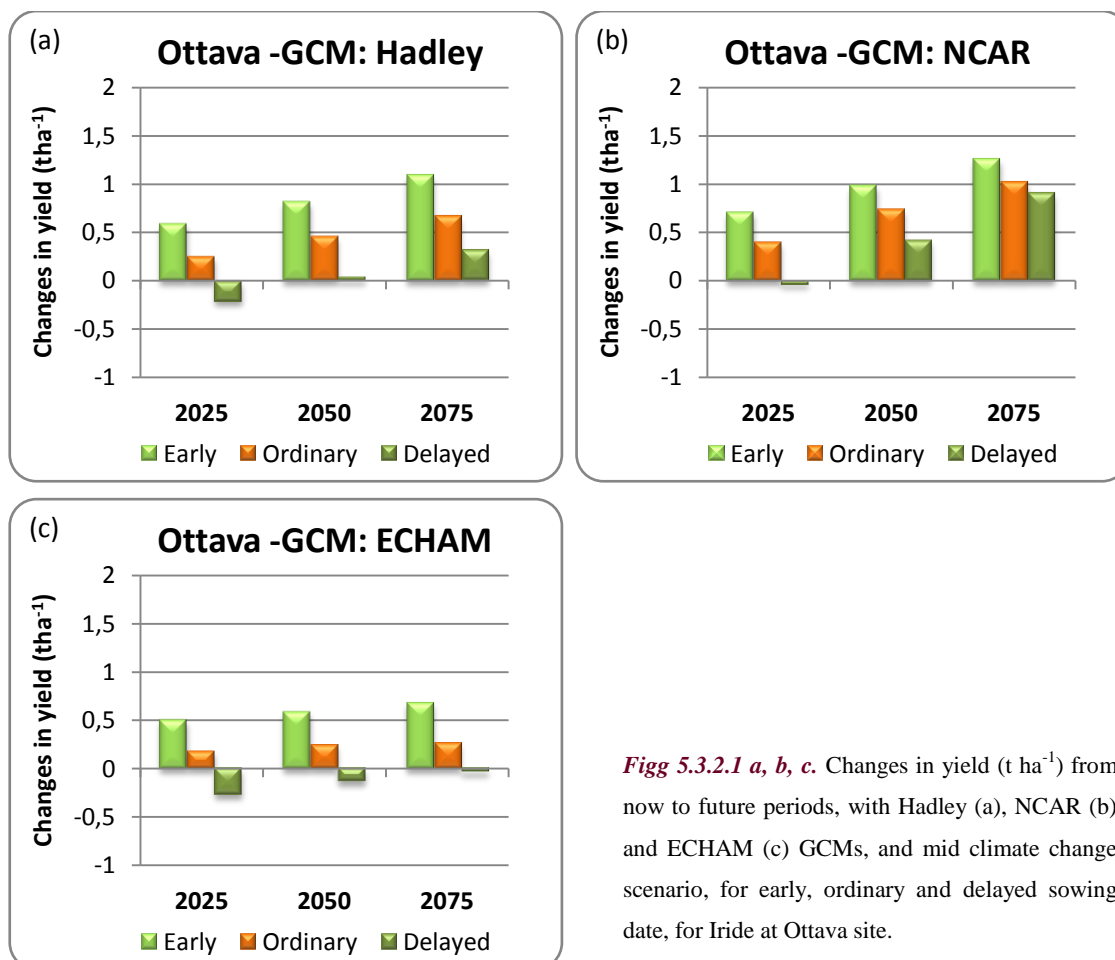 (a)
Ottava -GCM: Hadley
Changes in yield (tha⁻¹)
2
1,5
1
0,5
0
-0,5
-1
2025 2050 2075
Early Ordinary Delayed
(b)
Ottava -GCM: NCAR
Changes in yield (tha⁻¹)
2
1,5
1
0,5
0
-0,5
-1
2025 2050 2075
Early Ordinary Delayed
(c)
Ottava -GCM: ECHAM
Changes in yield (tha⁻¹)
2
1,5
1
0,5
0
-0,5
-1
2025 2050 2075
Early Ordinary Delayed
Figg 5.3.2.1 a, b, c. Changes in yield (t ha⁻¹) from
now to future periods, with Hadley (a), NCAR (b)
and ECHAM (c) GCMs, and mid climate change
scenario, for early, ordinary and delayed sowing
date, for Iride at Ottava site.